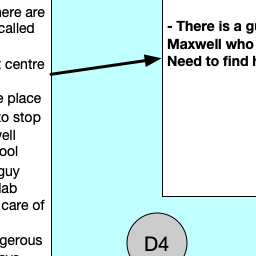 here are
called
t centre
e place
to stop
vell
ool
guy
lab
care of
gerous
- There is a gu
Maxwell who
Need to find h
D4